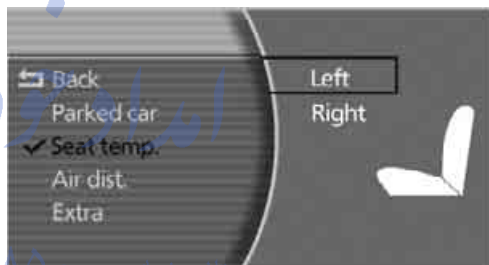 Back
Parked car
Seat temp.
Air dist.
Extra
Left
Right